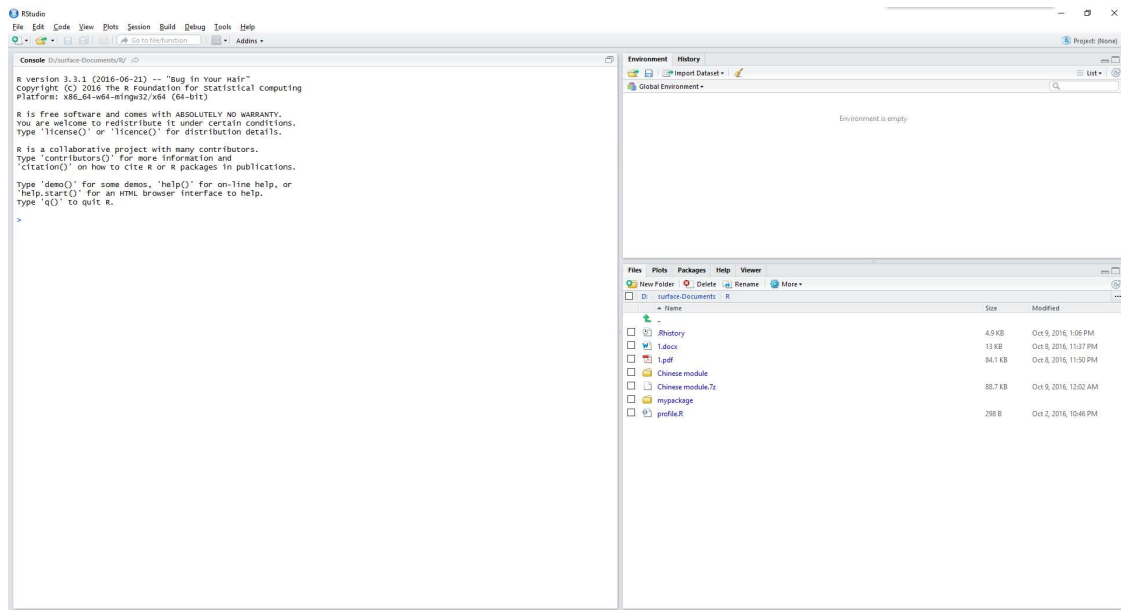 RStudio
File Edit Code View Plots Session Build Debug Tools Help
Go to file/function Addins
Project: (None)
Console D:/surface-Documents/R/
R version 3.3.1 (2016-06-21) -- "Bug in Your Hair"
Copyright (C) 2016 The R Foundation for Statistical Computing
Platform: x86_64-w64-mingw32/x64 (64-bit)
R is free software and comes with ABSOLUTELY NO WARRANTY.
You are welcome to redistribute it under certain conditions.
Type 'license()' or 'licence()' for distribution details.
R is a collaborative project with many contributors.
Type 'contributors()' for more information and
'citation()' on how to cite R or R packages in publications.
Type 'demo()' for some demos, 'help()' for on-line help, or
'help.start()' for an HTML browser interface to help.
Type 'q()' to quit R.
>
Environment History
Import Dataset List
Global Environment
Environment is empty
Files Plots Packages Help Viewer
New Folder Delete Rename More
D: surface-Documents R
Name Size Modified
..
.Rhistory 4.9 KB Oct 9, 2016, 1:06 PM
1.docx 13 KB Oct 8, 2016, 11:37 PM
1.pdf 84.1 KB Oct 8, 2016, 11:50 PM
Chinese module
Chinese module.7z 88.7 KB Oct 9, 2016, 12:02 AM
mypackage
profile.R 298 B Oct 2, 2016, 10:46 PM